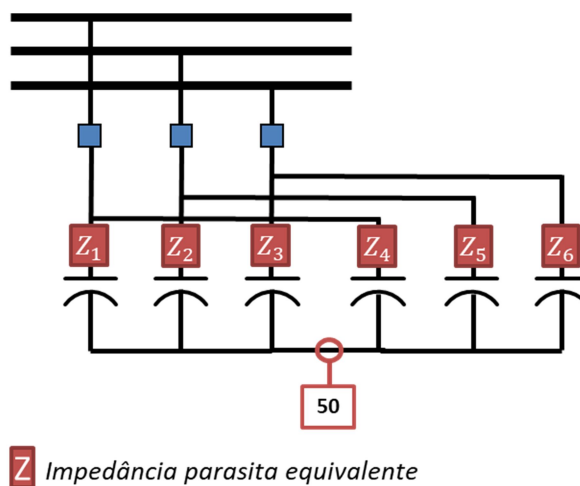 Z₁ Z₂ Z₃ Z₄ Z₅ Z₆
50
Z Impedância parasita equivalente